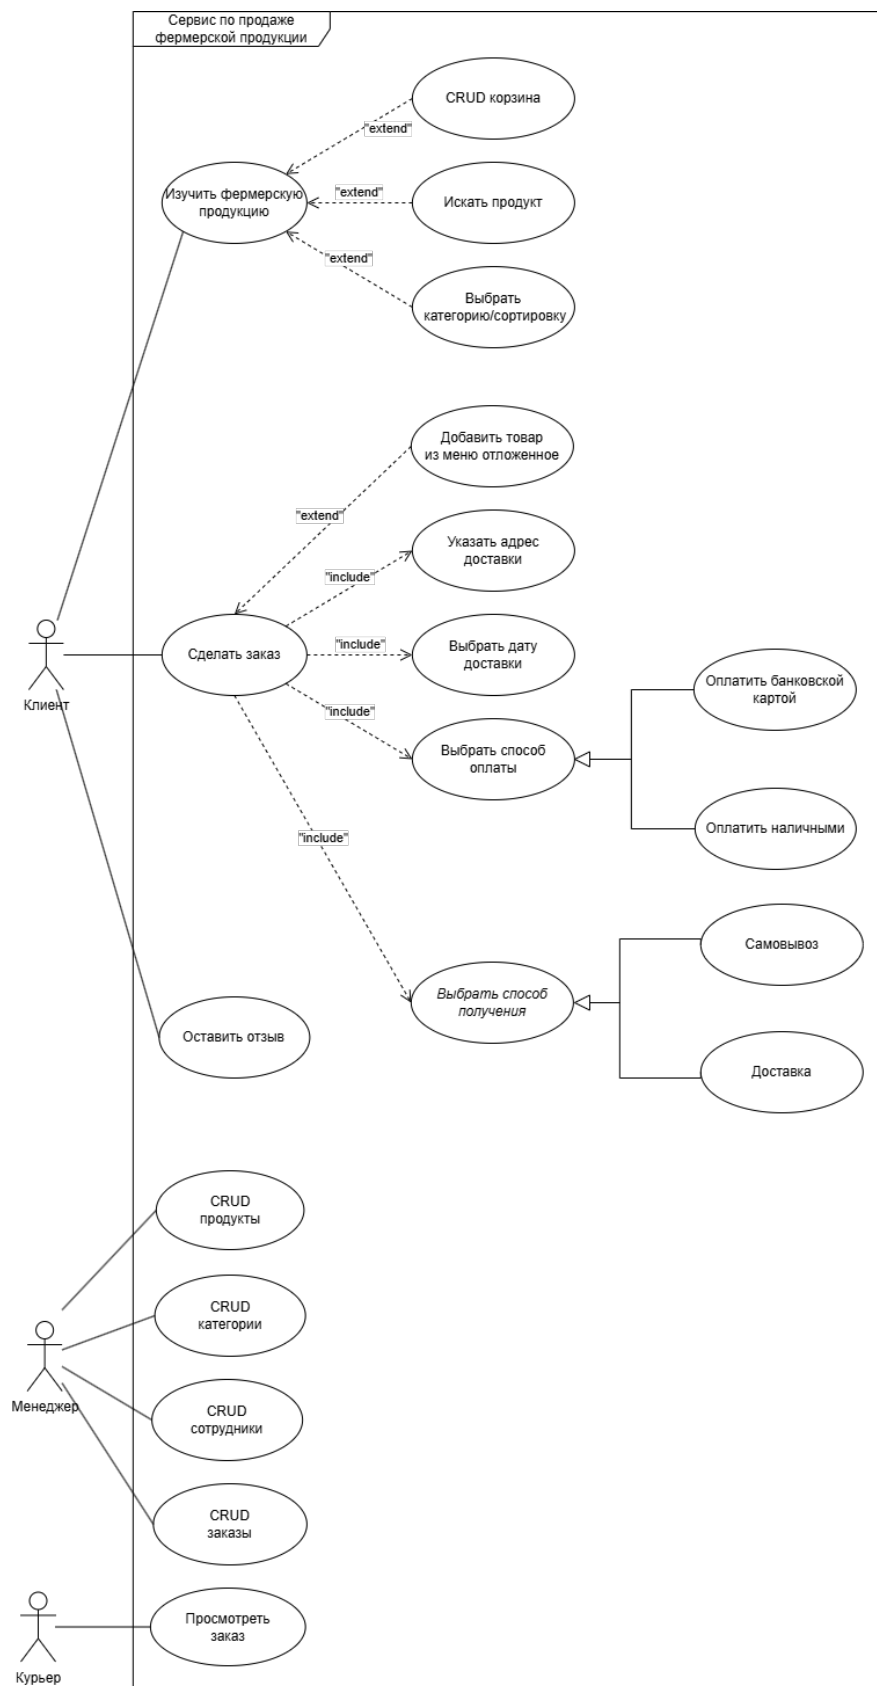 Сервис по продаже
фермерской продукции
CRUD корзина
"extend"
Изучить фермерскую
продукцию
"extend"
Искать продукт
"extend"
Выбрать
категорию/сортировку
Добавить товар
из меню отложенное
"extend"
Указать адрес
доставки
"include"
Клиент
Сделать заказ
"include"
Выбрать дату
доставки
"include"
Выбрать способ
оплаты
Оплатить банковской
картой
Оплатить наличными
"include"
Самовывоз
Выбрать способ
получения
Оставить отзыв
Доставка
CRUD
продукты
CRUD
категории
Менеджер
CRUD
сотрудники
CRUD
заказы
Просмотреть
заказ
Курьер